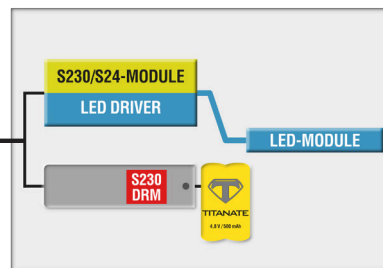 S230/S24-MODULE
LED DRIVER
LED-MODULE
S230
DRM
TITANATE
4,8 V / 500 mAh